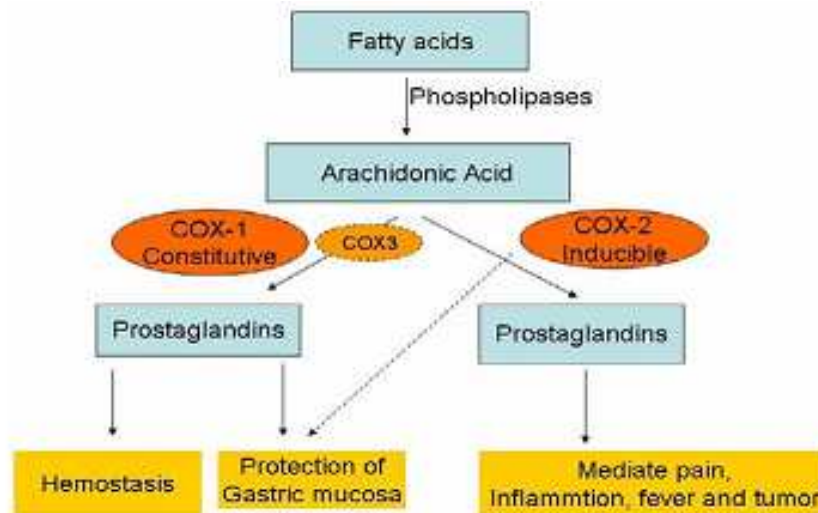 Fatty acids
Phospholipases
Arachidonic Acid
COX-1
Constitutive
COX3
COX-2
Inducible
Prostaglandins
Prostaglandins
Hemostasis
Protection of
Gastric mucosa
Mediate pain,
Inflammtion, fever and tumor